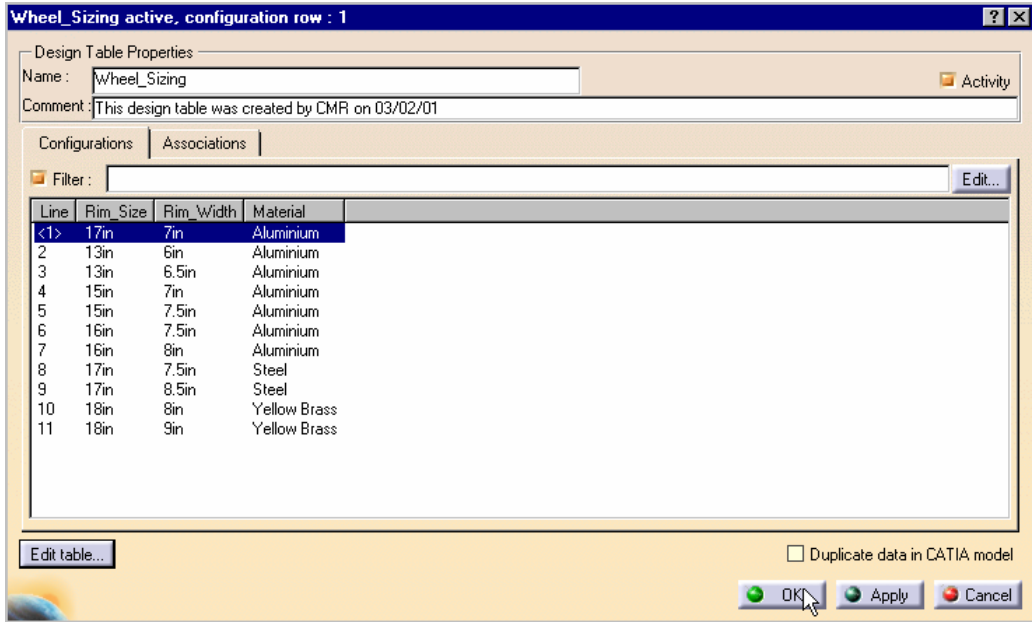 Wheel_Sizing active, configuration row : 1
? X
Design Table Properties
Name : Wheel_Sizing
Activity
Comment : This design table was created by CMR on 03/02/01
Configurations Associations
Filter : Edit...
Line Rim_Size Rim_Width Material
<1> 17in 7in Aluminium
2 13in 6in Aluminium
3 13in 6.5in Aluminium
4 15in 7in Aluminium
5 15in 7.5in Aluminium
6 16in 7.5in Aluminium
7 16in 8in Aluminium
8 17in 7.5in Steel
9 17in 8.5in Steel
10 18in 8in Yellow Brass
11 18in 9in Yellow Brass
Edit table... Duplicate data in CATIA model
OK Apply Cancel